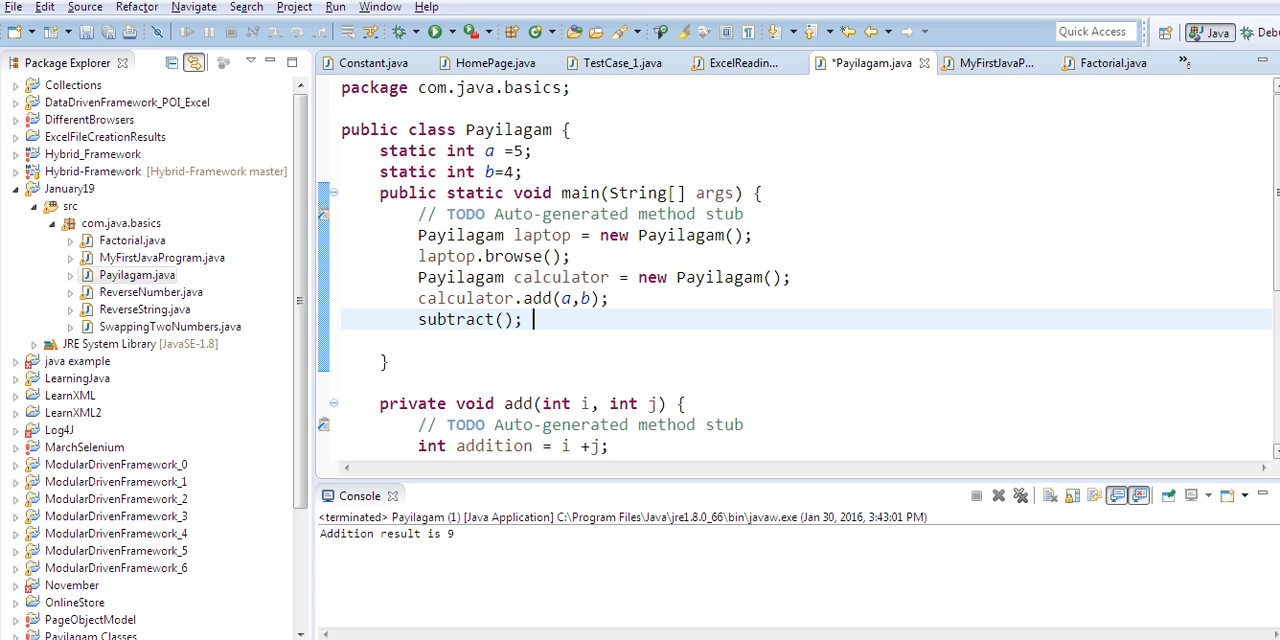 File Edit Source Refactor Navigate Search Project Run Window Help
Quick Access Java Debu
Package Explorer
Constant.java HomePage.java TestCase_1.java ExcelReadin... *Payilagam.java MyFirstJavaP... Factorial.java »6
Collections
DataDrivenFramework_POI_Excel
DifferentBrowsers
ExcelFileCreationResults
Hybrid_Framework
Hybrid-Framework [Hybrid-Framework master]
January19
src
com.java.basics
Factorial.java
MyFirstJavaProgram.java
Payilagam.java
ReverseNumber.java
ReverseString.java
SwappingTwoNumbers.java
JRE System Library [JavaSE-1.8]
java example
LearningJava
LearnXML
LearnXML2
Log4J
MarchSelenium
ModularDrivenFramework_0
ModularDrivenFramework_1
ModularDrivenFramework_2
ModularDrivenFramework_3
ModularDrivenFramework_4
ModularDrivenFramework_5
ModularDrivenFramework_6
November
OnlineStore
PageObjectModel
Payilagam Classes
package com.java.basics;
public class Payilagam {
static int a =5;
static int b=4;
public static void main(String[] args) {
// TODO Auto-generated method stub
Payilagam laptop = new Payilagam();
laptop.browse();
Payilagam calculator = new Payilagam();
calculator.add(a,b);
subtract();
}
private void add(int i, int j) {
// TODO Auto-generated method stub
int addition = i +j;
Console
<terminated> Payilagam (1) [Java Application] C:\Program Files\Java\jre1.8.0_66\bin\javaw.exe (Jan 30, 2016, 3:43:01 PM)
Addition result is 9